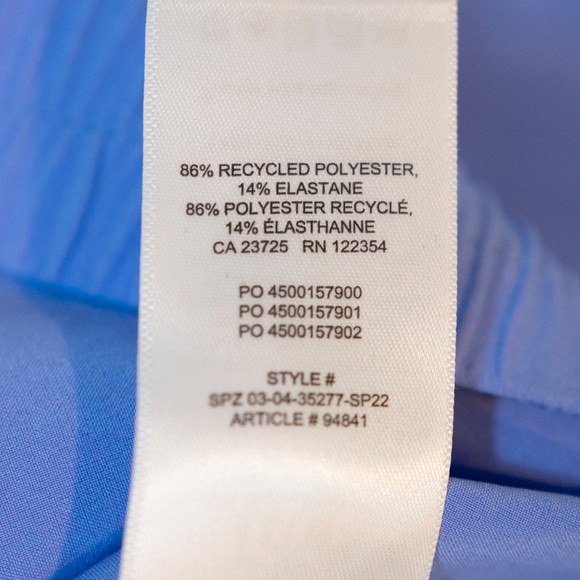 86% RECYCLED POLYESTER,
14% ELASTANE
86% POLYESTER RECYCLÉ,
14% ÉLASTHANNE
CA 23725 RN 122354
PO 4500157900
PO 4500157901
PO 4500157902
STYLE #
SPZ 03-04-35277-SP22
ARTICLE # 94841